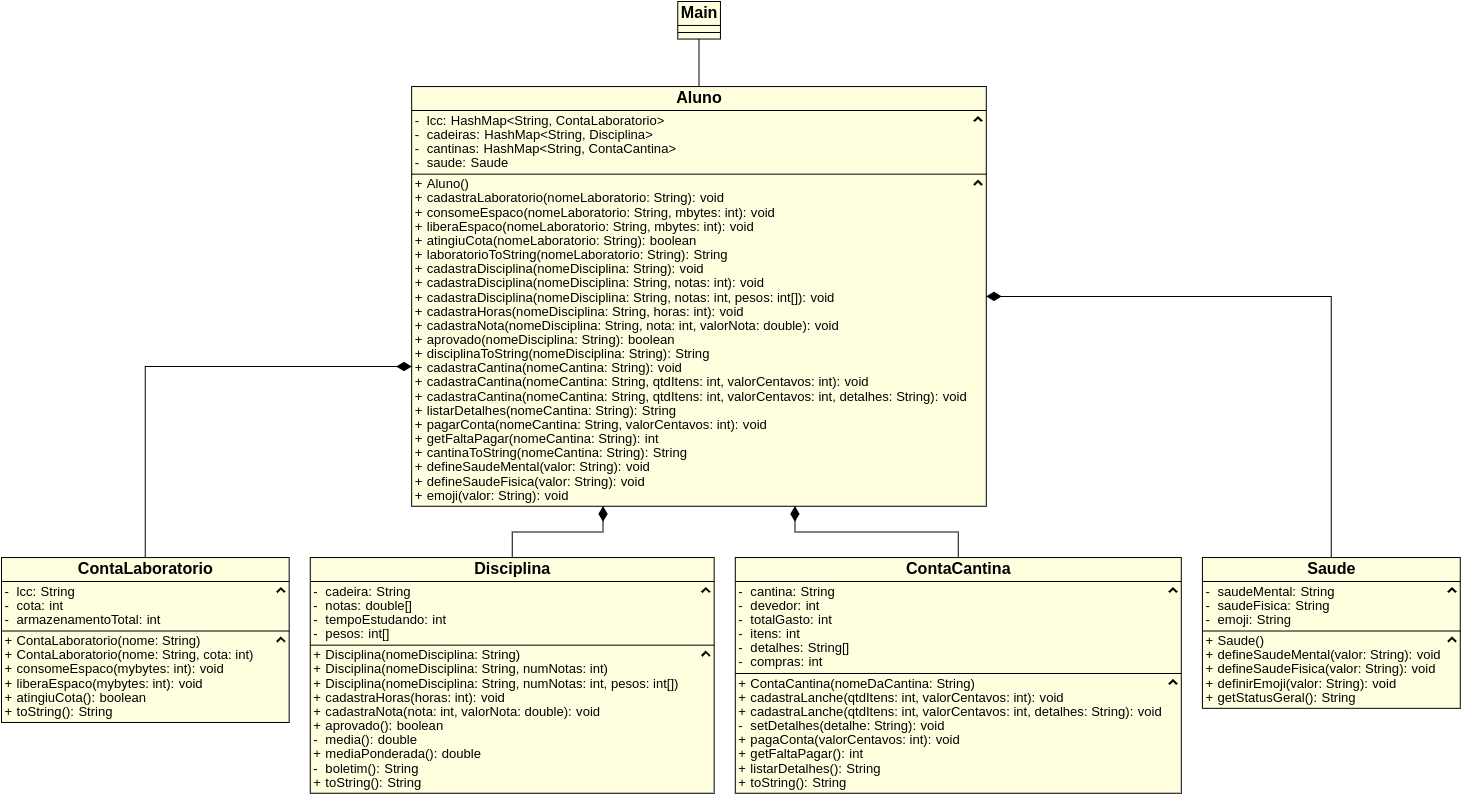 Main
Aluno
- lcc: HashMap<String, ContaLaboratorio>
- cadeiras: HashMap<String, Disciplina>
- cantinas: HashMap<String, ContaCantina>
- saude: Saude
+ Aluno()
+ cadastraLaboratorio(nomeLaboratorio: String): void
+ consomeEspaco(nomeLaboratorio: String, mbytes: int): void
+ liberaEspaco(nomeLaboratorio: String, mbytes: int): void
+ atingiuCota(nomeLaboratorio: String): boolean
+ laboratorioToString(nomeLaboratorio: String): String
+ cadastraDisciplina(nomeDisciplina: String): void
+ cadastraDisciplina(nomeDisciplina: String, notas: int): void
+ cadastraDisciplina(nomeDisciplina: String, notas: int, pesos: int[]): void
+ cadastraHoras(nomeDisciplina: String, horas: int): void
+ cadastraNota(nomeDisciplina: String, nota: int, valorNota: double): void
+ aprovado(nomeDisciplina: String): boolean
+ disciplinaToString(nomeDisciplina: String): String
+ cadastraCantina(nomeCantina: String): void
+ cadastraCantina(nomeCantina: String, qtdItens: int, valorCentavos: int): void
+ cadastraCantina(nomeCantina: String, qtdItens: int, valorCentavos: int, detalhes: String): void
+ listarDetalhes(nomeCantina: String): String
+ pagarConta(nomeCantina: String, valorCentavos: int): void
+ getFaltaPagar(nomeCantina: String): int
+ cantinaToString(nomeCantina: String): String
+ defineSaudeMental(valor: String): void
+ defineSaudeFisica(valor: String): void
+ emoji(valor: String): void
ContaLaboratorio
- lcc: String
- cota: int
- armazenamentoTotal: int
+ ContaLaboratorio(nome: String)
+ ContaLaboratorio(nome: String, cota: int)
+ consomeEspaco(mybytes: int): void
+ liberaEspaco(mybytes: int): void
+ atingiuCota(): boolean
+ toString(): String
Disciplina
- cadeira: String
- notas: double[]
- tempoEstudando: int
- pesos: int[]
+ Disciplina(nomeDisciplina: String)
+ Disciplina(nomeDisciplina: String, numNotas: int)
+ Disciplina(nomeDisciplina: String, numNotas: int, pesos: int[])
+ cadastraHoras(horas: int): void
+ cadastraNota(nota: int, valorNota: double): void
+ aprovado(): boolean
- media(): double
+ mediaPonderada(): double
- boletim(): String
+ toString(): String
ContaCantina
- cantina: String
- devedor: int
- totalGasto: int
- itens: int
- detalhes: String[]
- compras: int
+ ContaCantina(nomeDaCantina: String)
+ cadastraLanche(qtdItens: int, valorCentavos: int): void
+ cadastraLanche(qtdItens: int, valorCentavos: int, detalhes: String): void
- setDetalhes(detalhe: String): void
+ pagaConta(valorCentavos: int): void
+ getFaltaPagar(): int
+ listarDetalhes(): String
+ toString(): String
Saude
- saudeMental: String
- saudeFisica: String
- emoji: String
+ Saude()
+ defineSaudeMental(valor: String): void
+ defineSaudeFisica(valor: String): void
+ definirEmoji(valor: String): void
+ getStatusGeral(): String